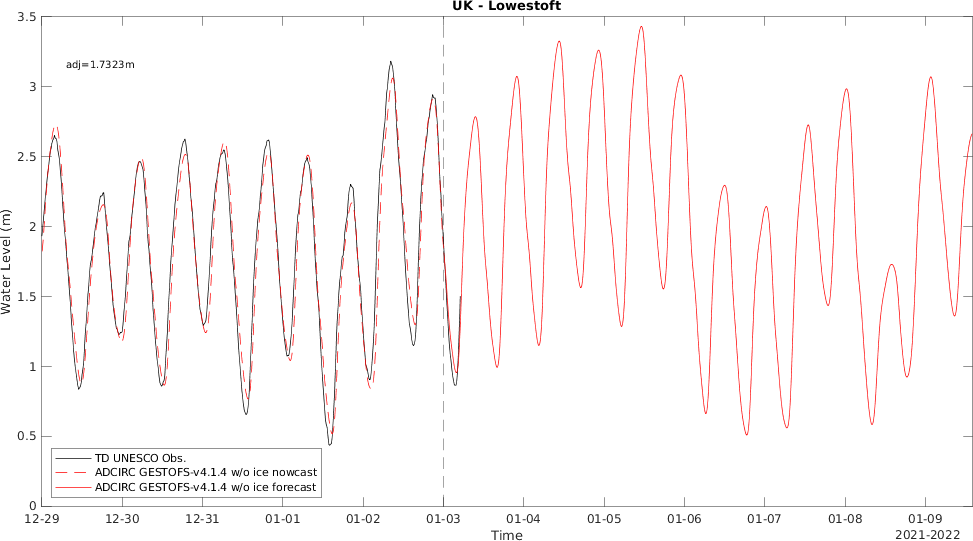 UK - Lowestoft
adj=1.7323m
Water Level (m)
3.5
3
2.5
2
1.5
1
0.5
0
TD UNESCO Obs.
ADCIRC GESTOFS-v4.1.4 w/o ice nowcast
ADCIRC GESTOFS-v4.1.4 w/o ice forecast
12-29 12-30 12-31 01-01 01-02 01-03 01-04 01-05 01-06 01-07 01-08 01-09
Time
2021-2022